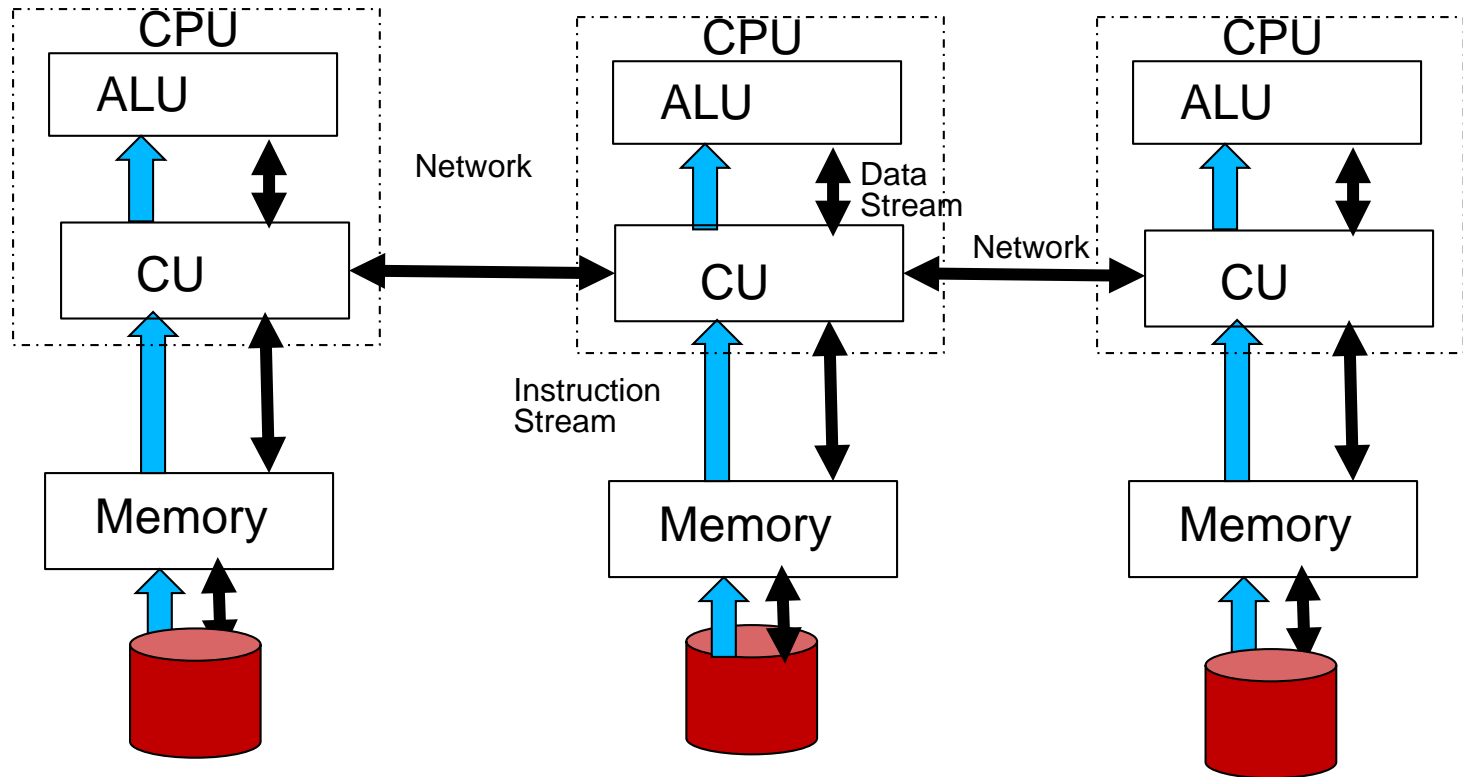 CPU
CPU
CPU
ALU
ALU
ALU
Network
Data
Stream
Network
CU
CU
CU
Instruction
Stream
Memory
Memory
Memory